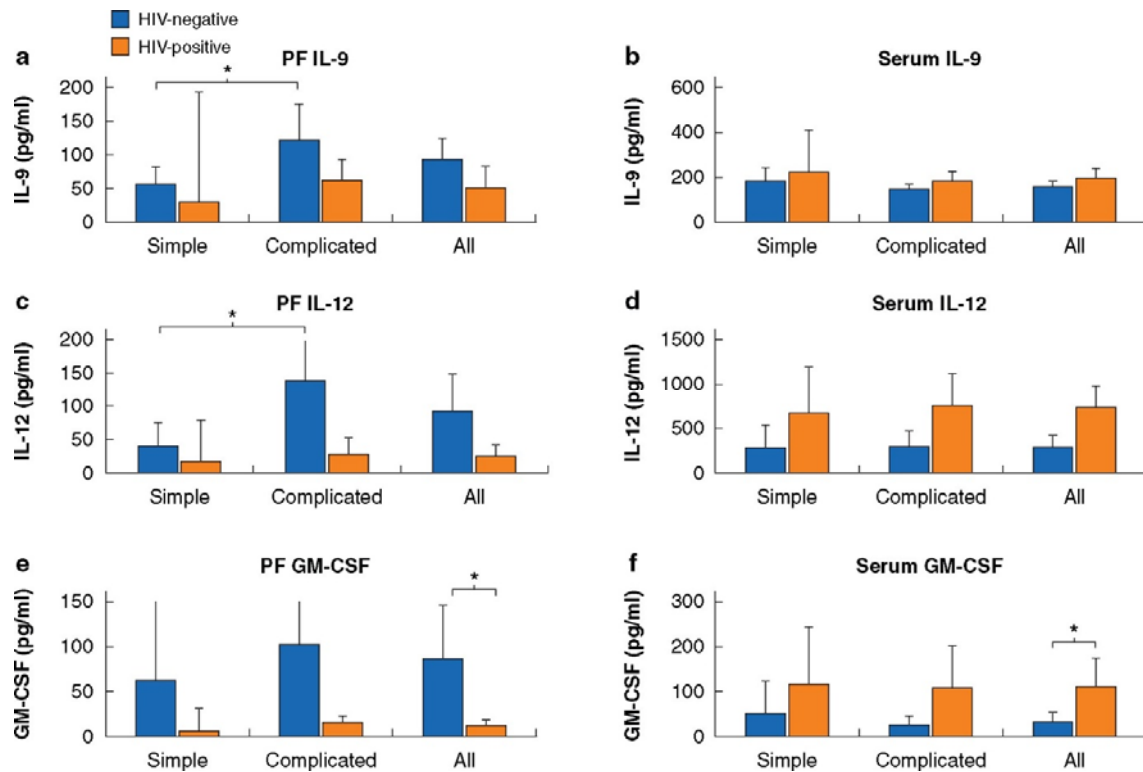 HIV-negative
HIV-positive
a
PF IL-9
*
IL-9 (pg/ml)
200
150
100
50
0
Simple Complicated All
b
Serum IL-9
IL-9 (pg/ml)
600
400
200
0
Simple Complicated All
c
PF IL-12
*
IL-12 (pg/ml)
200
150
100
50
0
Simple Complicated All
d
Serum IL-12
IL-12 (pg/ml)
1500
1000
500
0
Simple Complicated All
e
PF GM-CSF
*
GM-CSF (pg/ml)
150
100
50
0
Simple Complicated All
f
Serum GM-CSF
*
GM-CSF (pg/ml)
300
200
100
0
Simple Complicated All